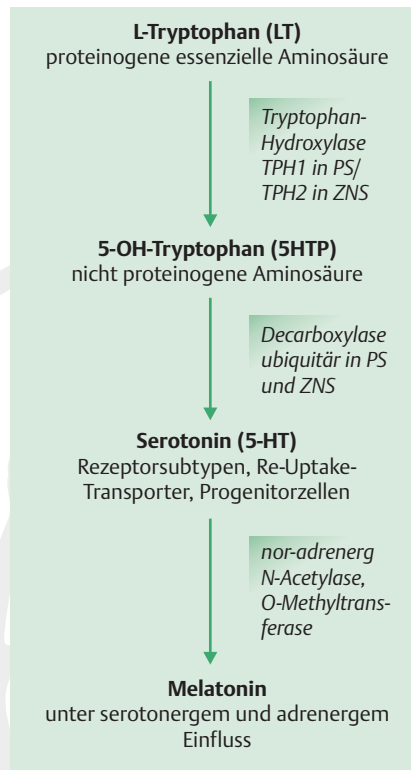 L-Tryptophan (LT)
proteinogene essenzielle Aminosäure
Tryptophan-
Hydroxylase
TPH1 in PS/
TPH2 in ZNS
5-OH-Tryptophan (5HTP)
nicht proteinogene Aminosäure
Decarboxylase
ubiquitär in PS
und ZNS
Serotonin (5-HT)
Rezeptorsubtypen, Re-Uptake-
Transporter, Progenitorzellen
nor-adrenerg
N-Acetylase,
O-Methyltrans-
ferase
Melatonin
unter serotonergem und adrenergem
Einfluss